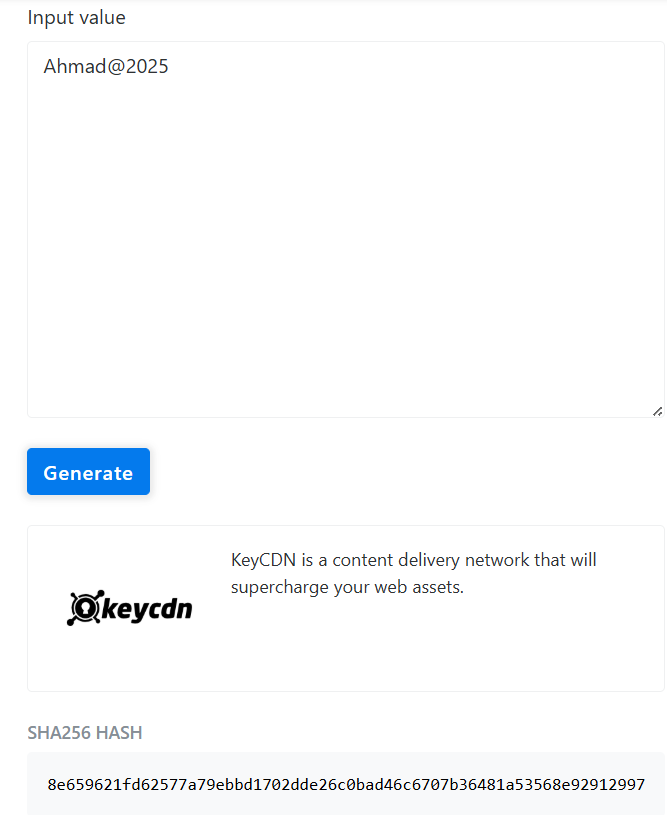 Input value
Ahmad@2025
Generate
KeyCDN is a content delivery network that will
supercharge your web assets.
keycdn
SHA256 HASH
8e659621fd62577a79ebbd1702dde26c0bad46c6707b36481a53568e92912997